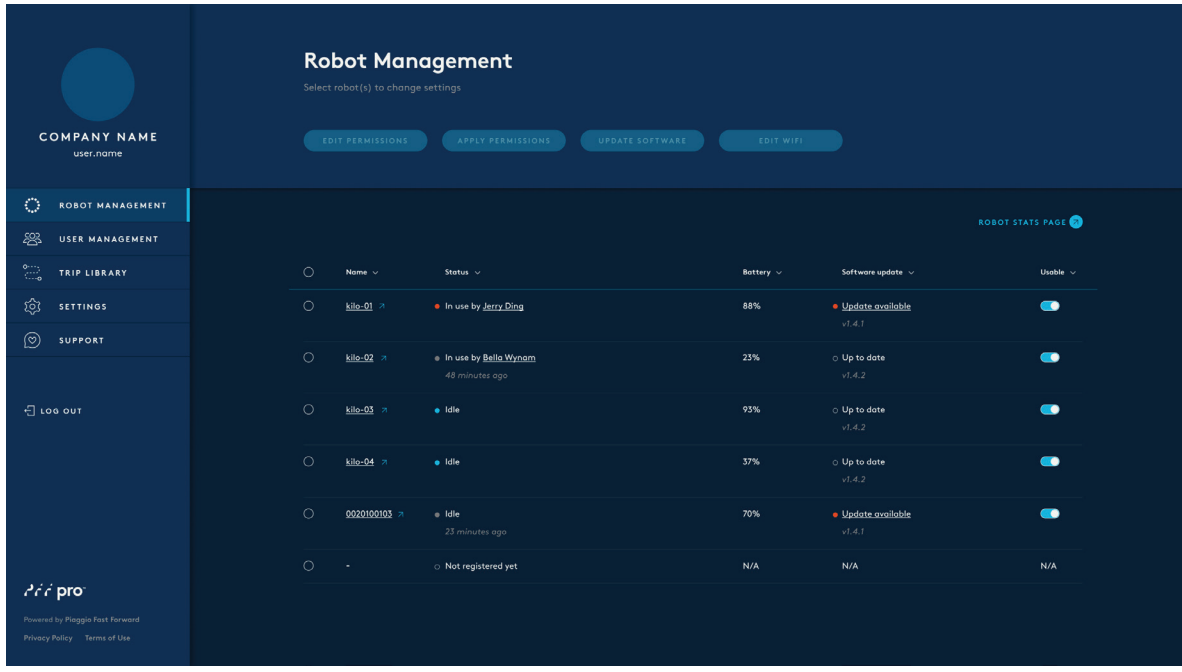 COMPANY NAME
user.name
ROBOT MANAGEMENT
USER MANAGEMENT
TRIP LIBRARY
SETTINGS
SUPPORT
LOG OUT
pro
Powered by Piaggio Fast Forward
Privacy Policy Terms of Use
Robot Management
Select robot(s) to change settings
EDIT PERMISSIONS APPLY PERMISSIONS UPDATE SOFTWARE EDIT WIFI
ROBOT STATS PAGE
Name Status Battery Software update Usable
kilo-01 In use by Jerry Ding 88% Update available
v1.4.1
kilo-02 In use by Bella Wynam 23% Up to date
48 minutes ago v1.4.2
kilo-03 Idle 93% Up to date
v1.4.2
kilo-04 Idle 37% Up to date
v1.4.2
0020100103 Idle 70% Update available
23 minutes ago v1.4.1
- Not registered yet N/A N/A N/A